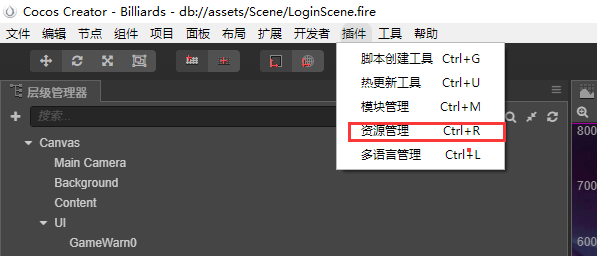 Cocos Creator - Billiards - db://assets/Scene/LoginScene.fire
文件 编辑 节点 组件 项目 面板 布局 扩展 开发者 插件 工具 帮助
脚本创建工具 Ctrl+G
热更新工具 Ctrl+U
模块管理 Ctrl+M
资源管理 Ctrl+R
多语言管理 Ctrl+L
层级管理器
搜索...
Canvas
Main Camera
Background
Content
UI
GameWarn0
800
700
600